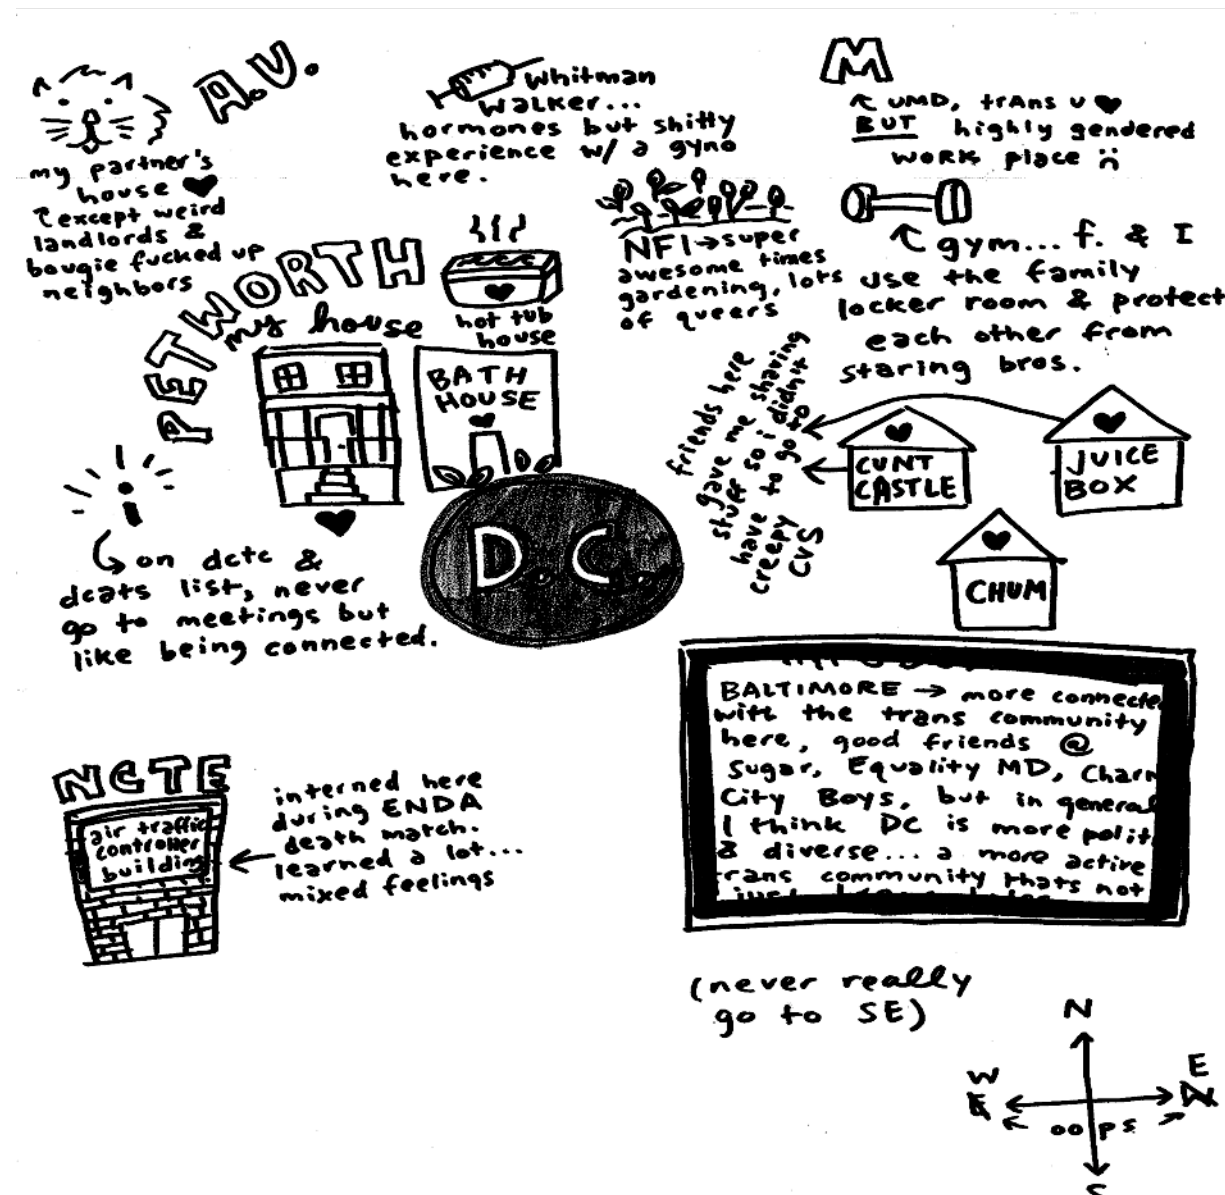 A.U.
my partner's
house
except weird
landlords &
bougie fucked up
neighbors
Whitman
Walker...
hormones but shitty
experience w/ a gyno
here.
M
UMD, trAns U
BUT highly gendered
work place :(
NFI→super
awesome times
gardening, lots
of queers
gym... f. & I
use the family
locker room & protect
each other from
staring bros.
PETWORTH
my house
hot tub
house
BATH
HOUSE
D.C.
friends here
gave me shaving
stuff so i didn't
have to go to
creepy
CVS
CUNT
CASTLE
JUICE
BOX
CHUM
!
on dctc &
dcats list, never
go to meetings but
like being connected.
BALTIMORE → more connecte
with the trans community
here, good friends @
Sugar, Equality MD, Charm
City Boys, but in general
I think DC is more polit
& diverse... a more active
trans community thats not
NCTE
air traffic
controller
building
interned here
during ENDA
death match.
learned a lot...
mixed feelings
(never really
go to SE)
N
W
E
oops
S